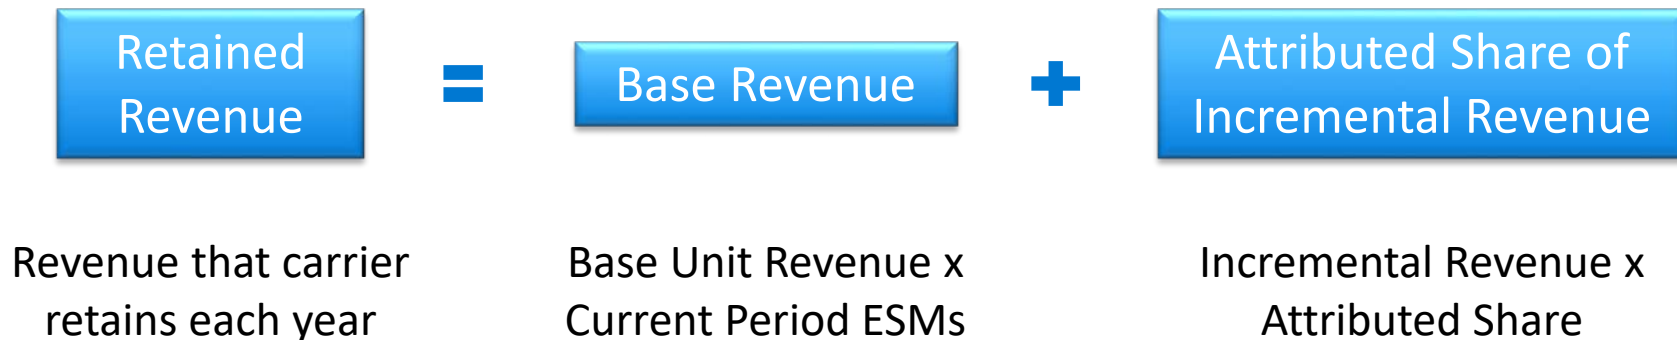 Retained
Revenue
=
Base Revenue
+
Attributed Share of
Incremental Revenue
Revenue that carrier
retains each year
Base Unit Revenue x
Current Period ESMs
Incremental Revenue x
Attributed Share